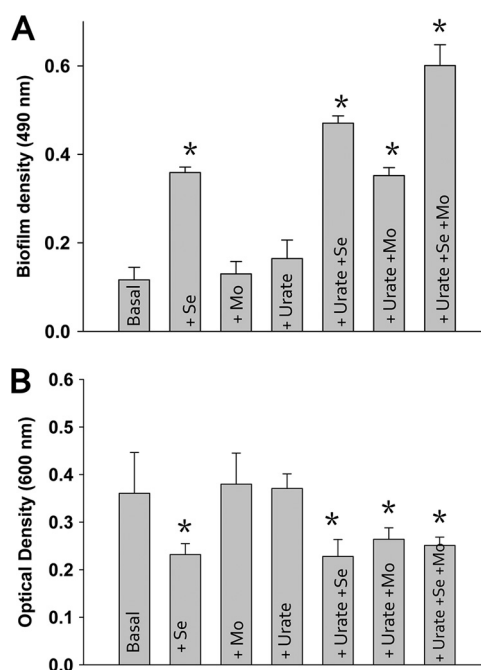 A
Biofilm density (490 nm)
0.6
0.4
0.2
0.0
Basal
+ Se
+ Mo
+ Urate
+ Urate +Se
+ Urate +Mo
+ Urate +Se +Mo
*
*
*
*
B
Optical Density (600 nm)
0.6
0.5
0.4
0.3
0.2
0.1
0.0
Basal
+ Se
+ Mo
+ Urate
+ Urate +Se
+ Urate +Mo
+ Urate +Se +Mo
*
*
*
*